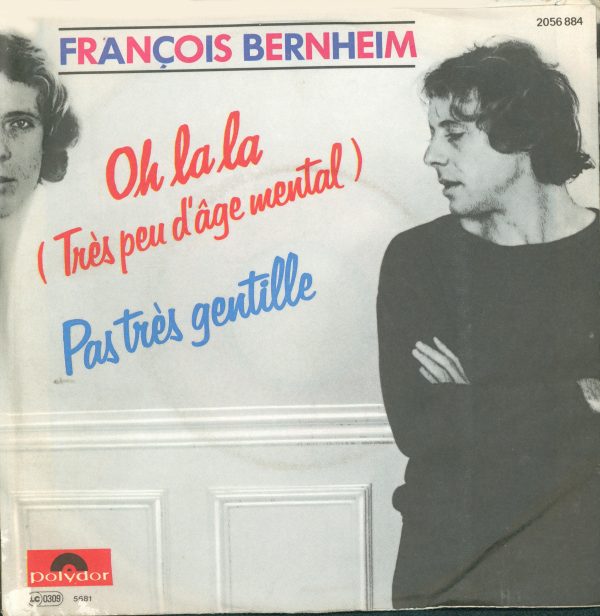 2056 884
FRANÇOIS BERNHEIM
Oh la la
( Très peu d'âge mental )
Pas très gentille
polydor
LC 0309 5681